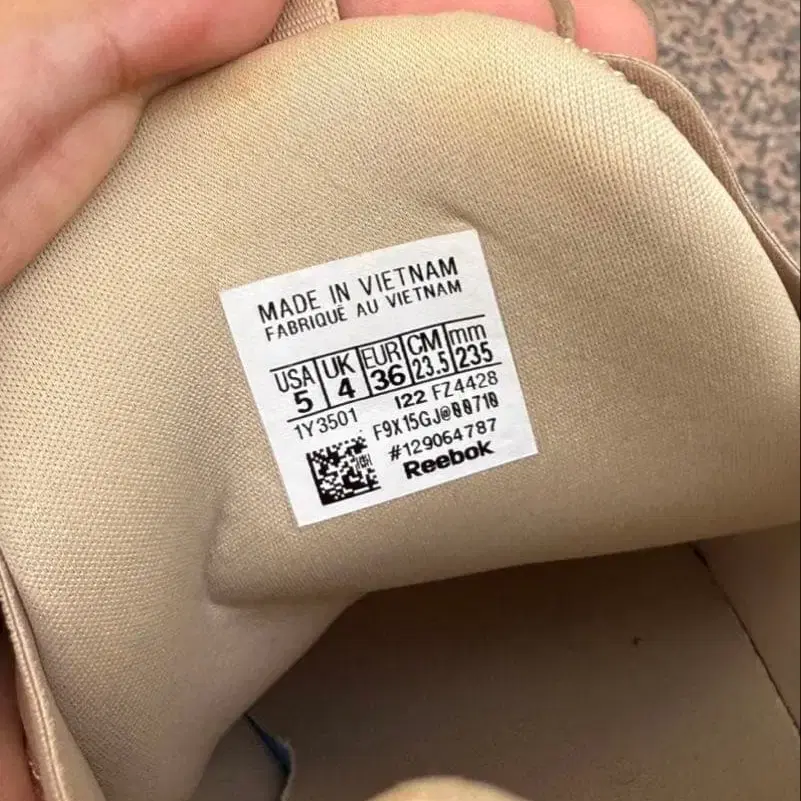 MADE IN VIETNAM
FABRIQUÉ AU VIETNAM
USA UK EUR CM mm
5 4 36 23.5 235
1Y3501 I22 FZ4428
F9X15GJ@00710
#129064787
Reebok